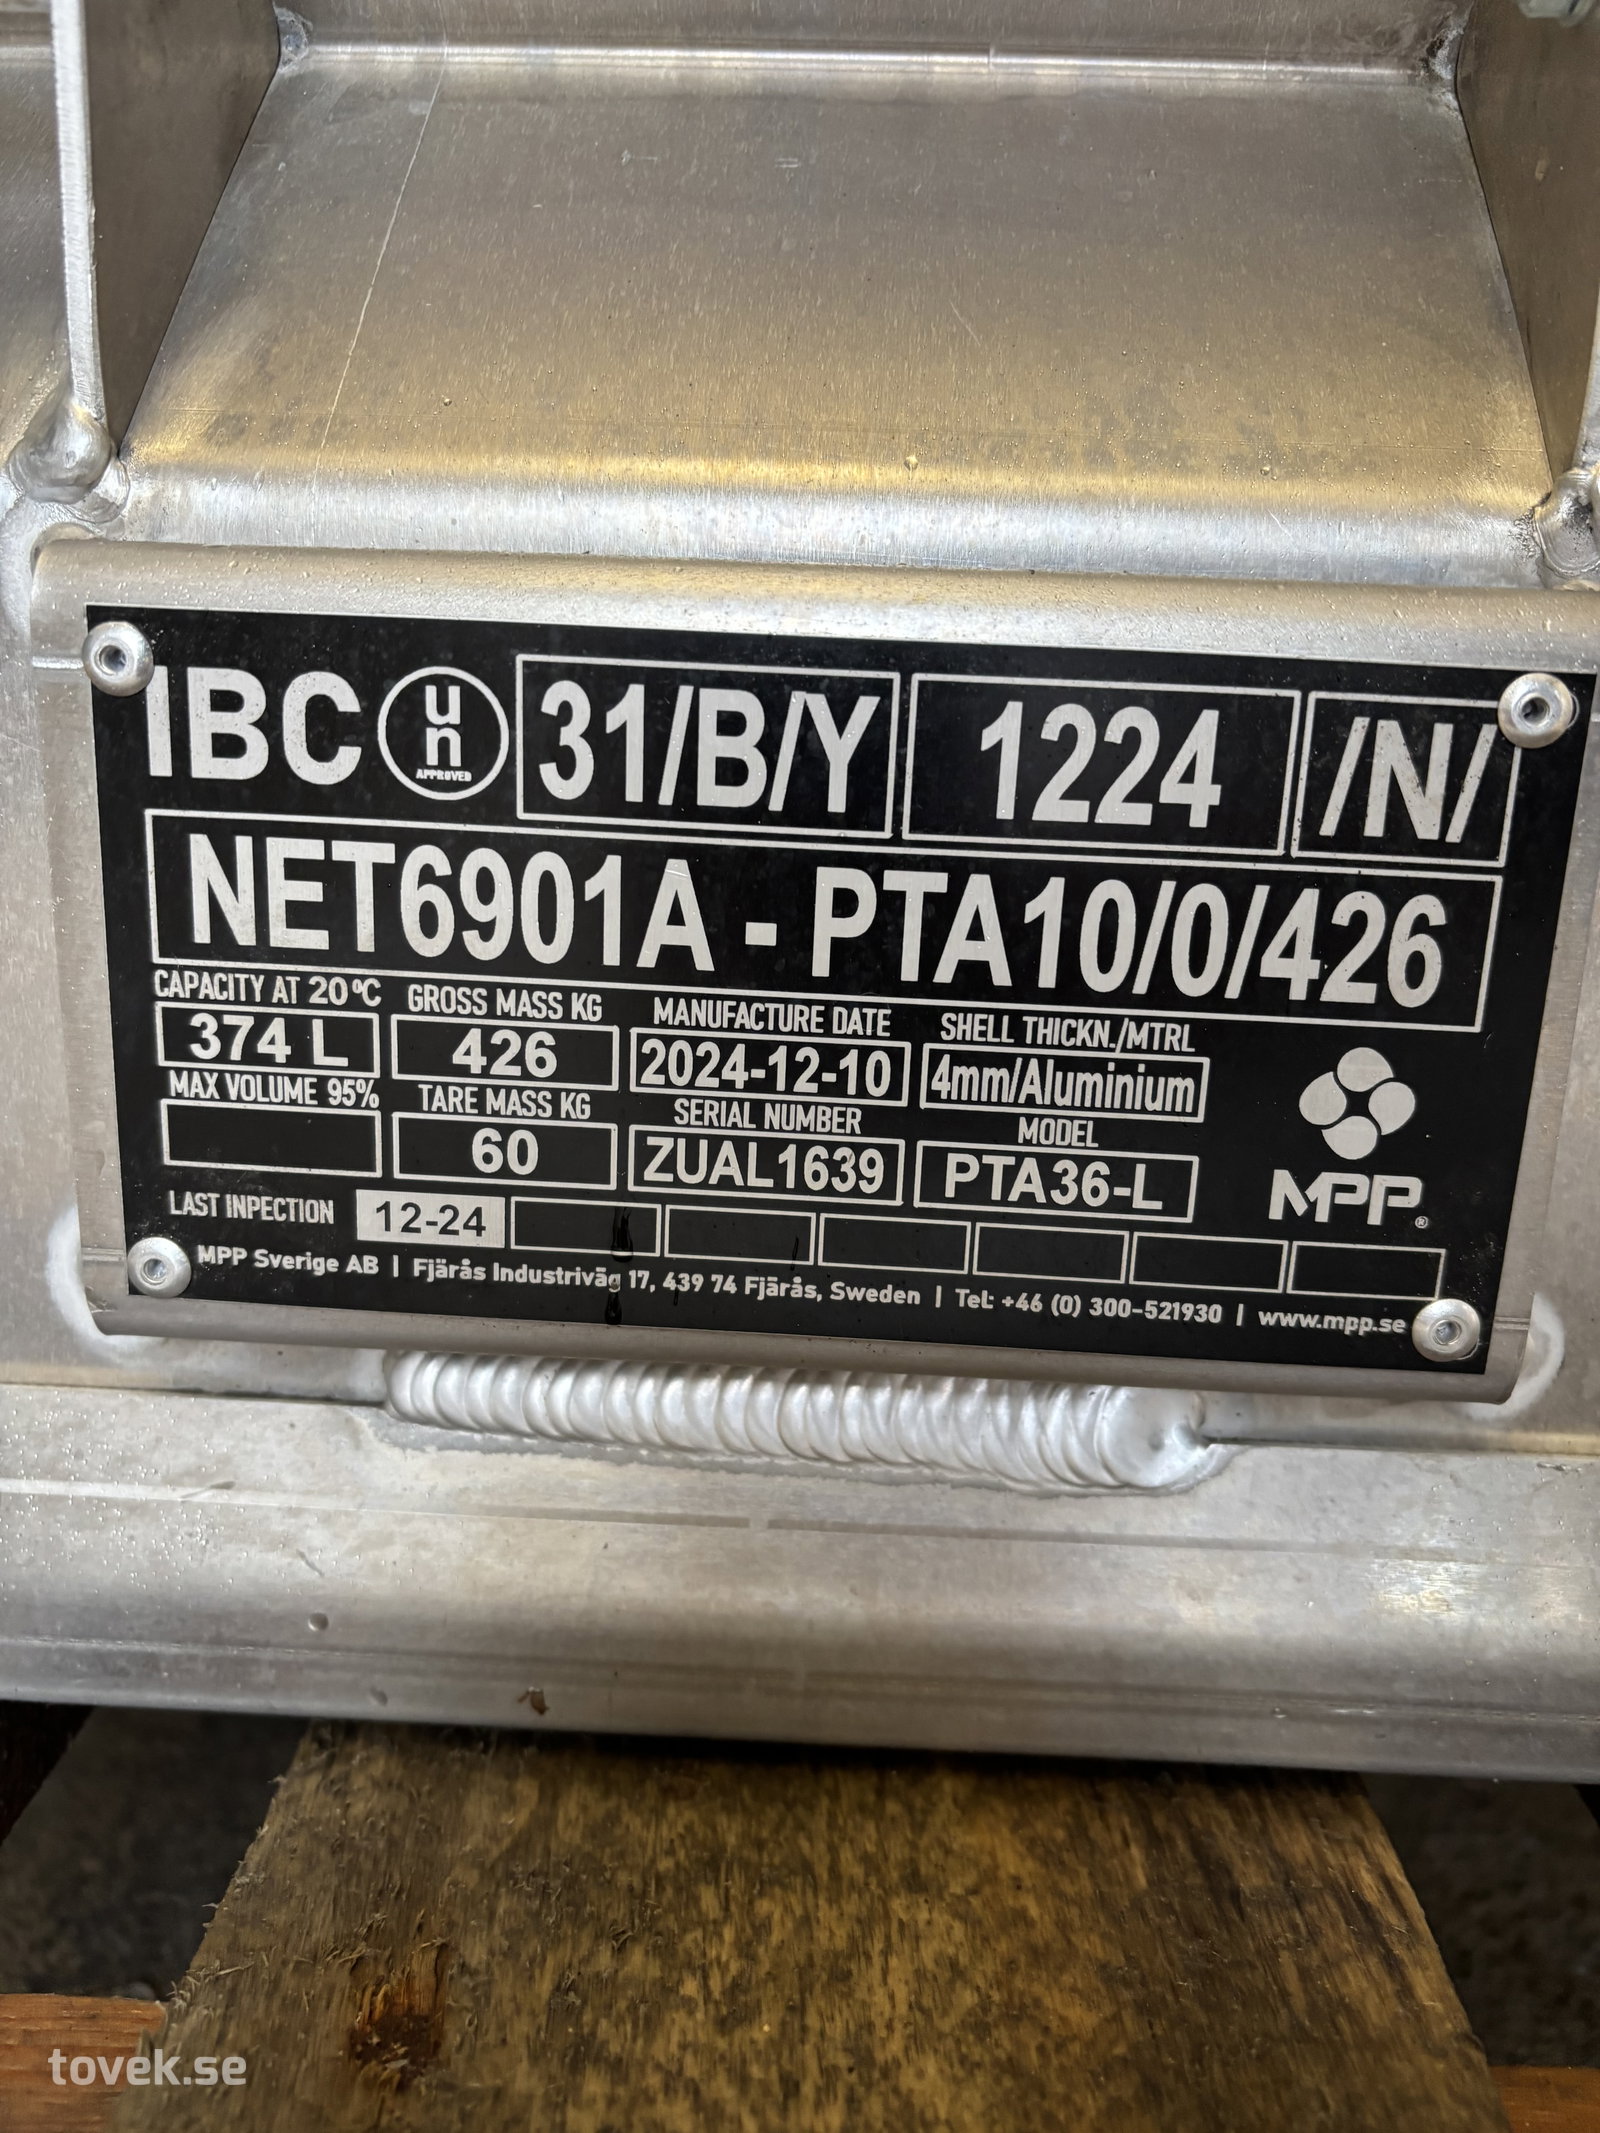 IBC un APPROVED 31/B/Y 1224 /N/
NET6901A - PTA10/0/426
CAPACITY AT 20°C GROSS MASS KG MANUFACTURE DATE SHELL THICKN./MTRL
374 L 426 2024-12-10 4mm/Aluminium
MAX VOLUME 95% TARE MASS KG SERIAL NUMBER MODEL
60 ZUAL1639 PTA36-L
MPP®
LAST INPECTION 12-24
MPP Sverige AB | Fjärås Industriväg 17, 439 74 Fjärås, Sweden | Tel: +46 (0) 300-521930 | www.mpp.se
tovek.se